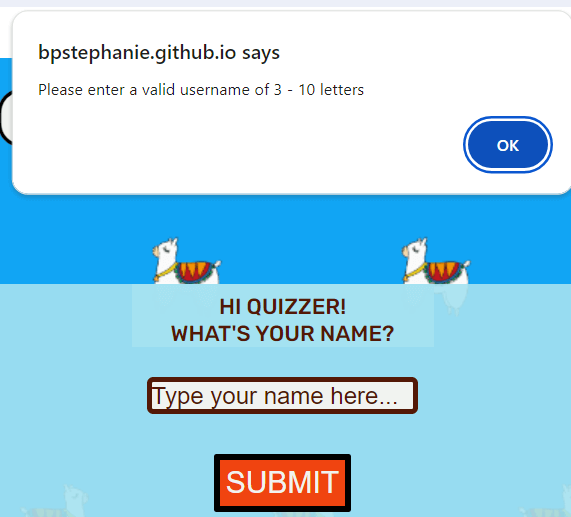 bpstephanie.github.io says
Please enter a valid username of 3 - 10 letters
OK
HI QUIZZER!
WHAT'S YOUR NAME?
Type your name here...
SUBMIT